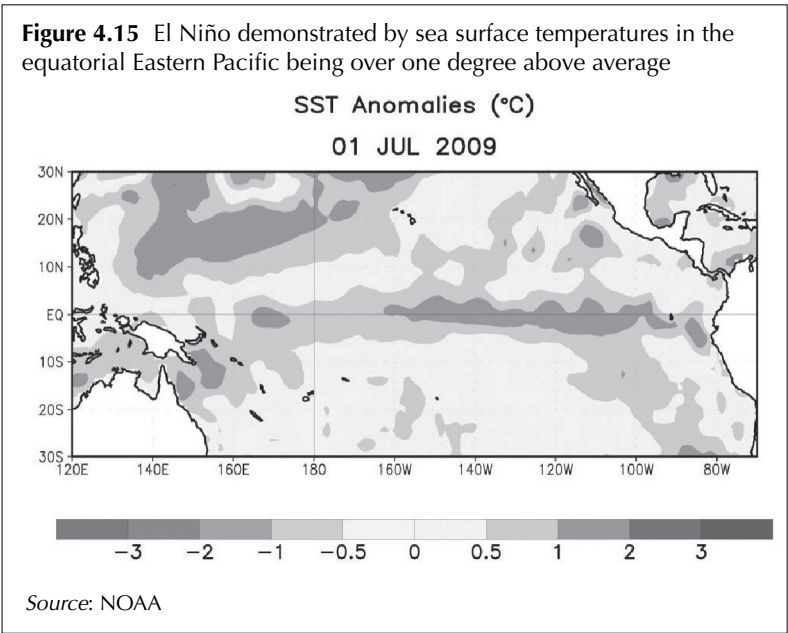 Figure 4.15 El Niño demonstrated by sea surface temperatures in the
equatorial Eastern Pacific being over one degree above average
SST Anomalies (°C)
01 JUL 2009
30N
20N
10N
EQ
10S
20S
30S
120E 140E 160E 180 160W 140W 120W 100W 80W
−3 −2 −1 −0.5 0 0.5 1 2 3
Source: NOAA